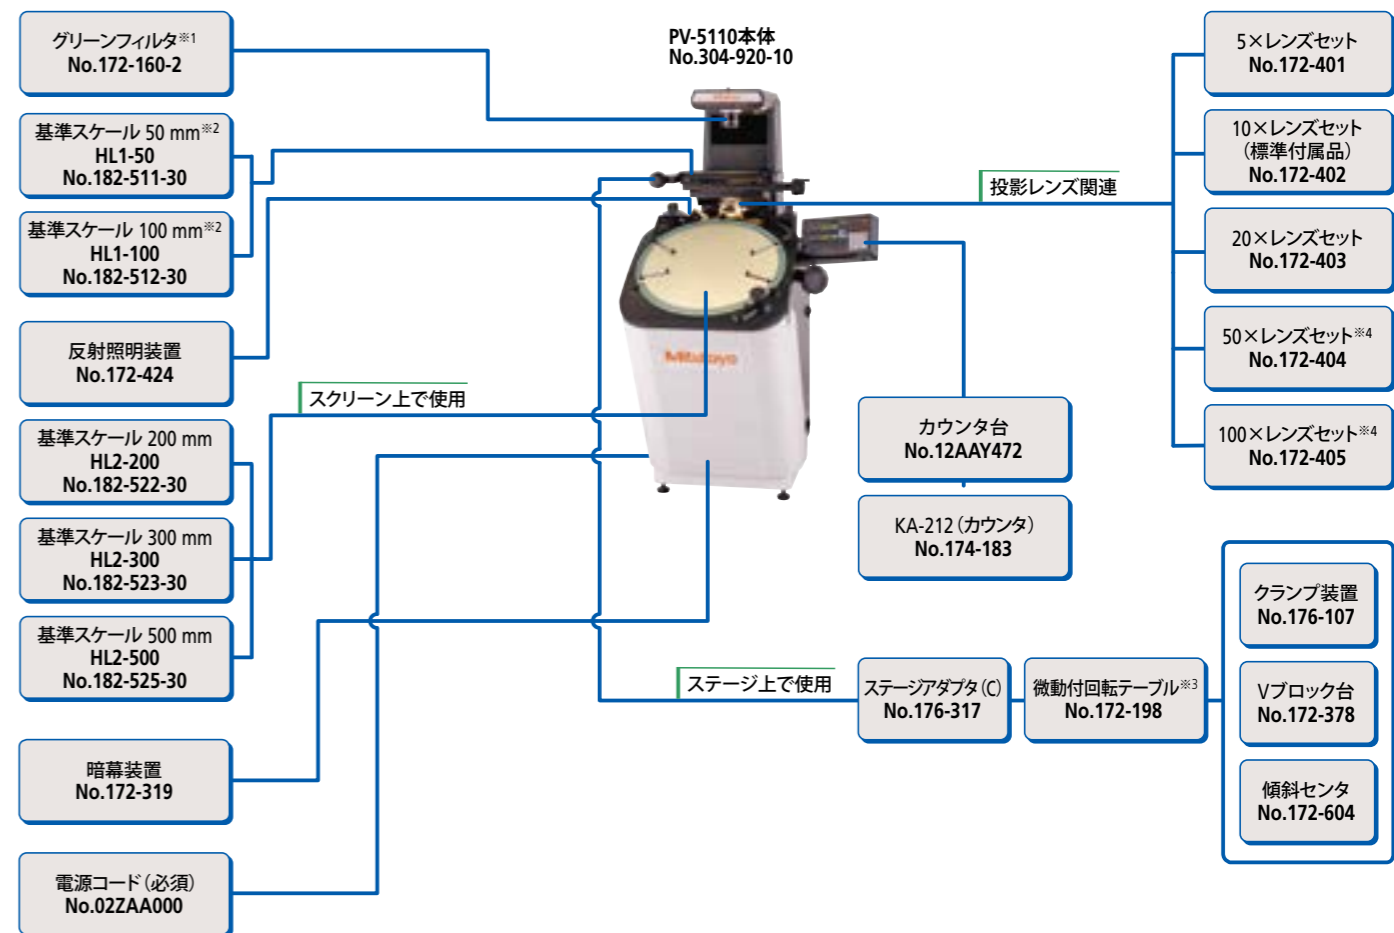 グリーンフィルタ※1
No.172-160-2
基準スケール 50 mm※2
HL1-50
No.182-511-30
基準スケール 100 mm※2
HL1-100
No.182-512-30
反射照明装置
No.172-424
スクリーン上で使用
基準スケール 200 mm
HL2-200
No.182-522-30
基準スケール 300 mm
HL2-300
No.182-523-30
基準スケール 500 mm
HL2-500
No.182-525-30
暗幕装置
No.172-319
電源コード(必須)
No.02ZAA000
PV-5110本体
No.304-920-10
Mitutoyo
投影レンズ関連
5×レンズセット
No.172-401
10×レンズセット
(標準付属品)
No.172-402
20×レンズセット
No.172-403
50×レンズセット※4
No.172-404
100×レンズセット※4
No.172-405
カウンタ台
No.12AAY472
KA-212(カウンタ)
No.174-183
ステージ上で使用
ステージアダプタ(C)
No.176-317
微動付回転テーブル※3
No.172-198
クランプ装置
No.176-107
Vブロック台
No.172-378
傾斜センタ
No.172-604